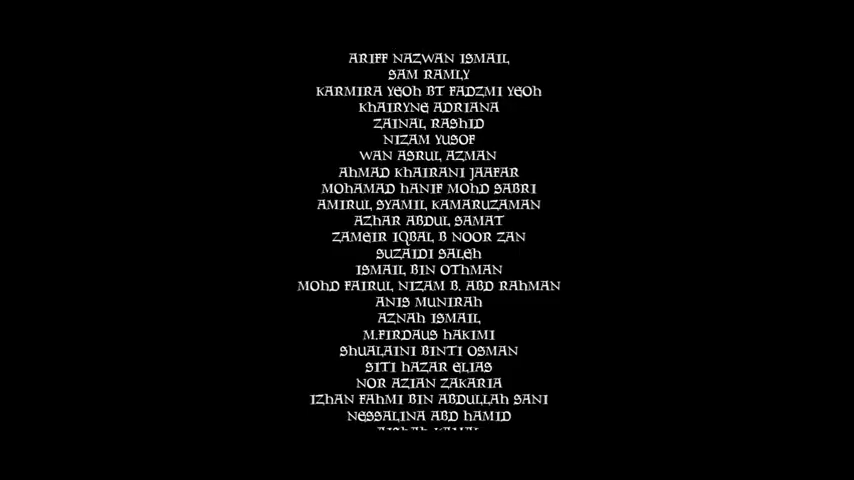 ARIFF NAZWAN ISMAIL
SAM RAMLY
KARMIRA YEOH BT FADZMI YEOH
KHAIRYNE ADRIANA
ZAINAL RASHID
NIZAM YUSOF
WAN ASRUL AZMAN
AHMAD KHAIRANI JAAFAR
MOHAMAD HANIF MOHD SABRI
AMIRUL SYAMIL KAMARUZAMAN
AZHAR ABDUL SAMAT
ZAMEIR IQBAL B NOOR ZAN
SUZAIDI SALEH
ISMAIL BIN OTHMAN
MOHD FAIRUL NIZAM B. ABD RAHMAN
ANIS MUNIRAH
AZNAH ISMAIL
M.FIRDAUS HAKIMI
SHUALAINI BINTI OSMAN
SITI HAZAR ELIAS
NOR AZIAN ZAKARIA
IZHAN FAHMI BIN ABDULLAH SANI
NESSALINA ABD HAMID